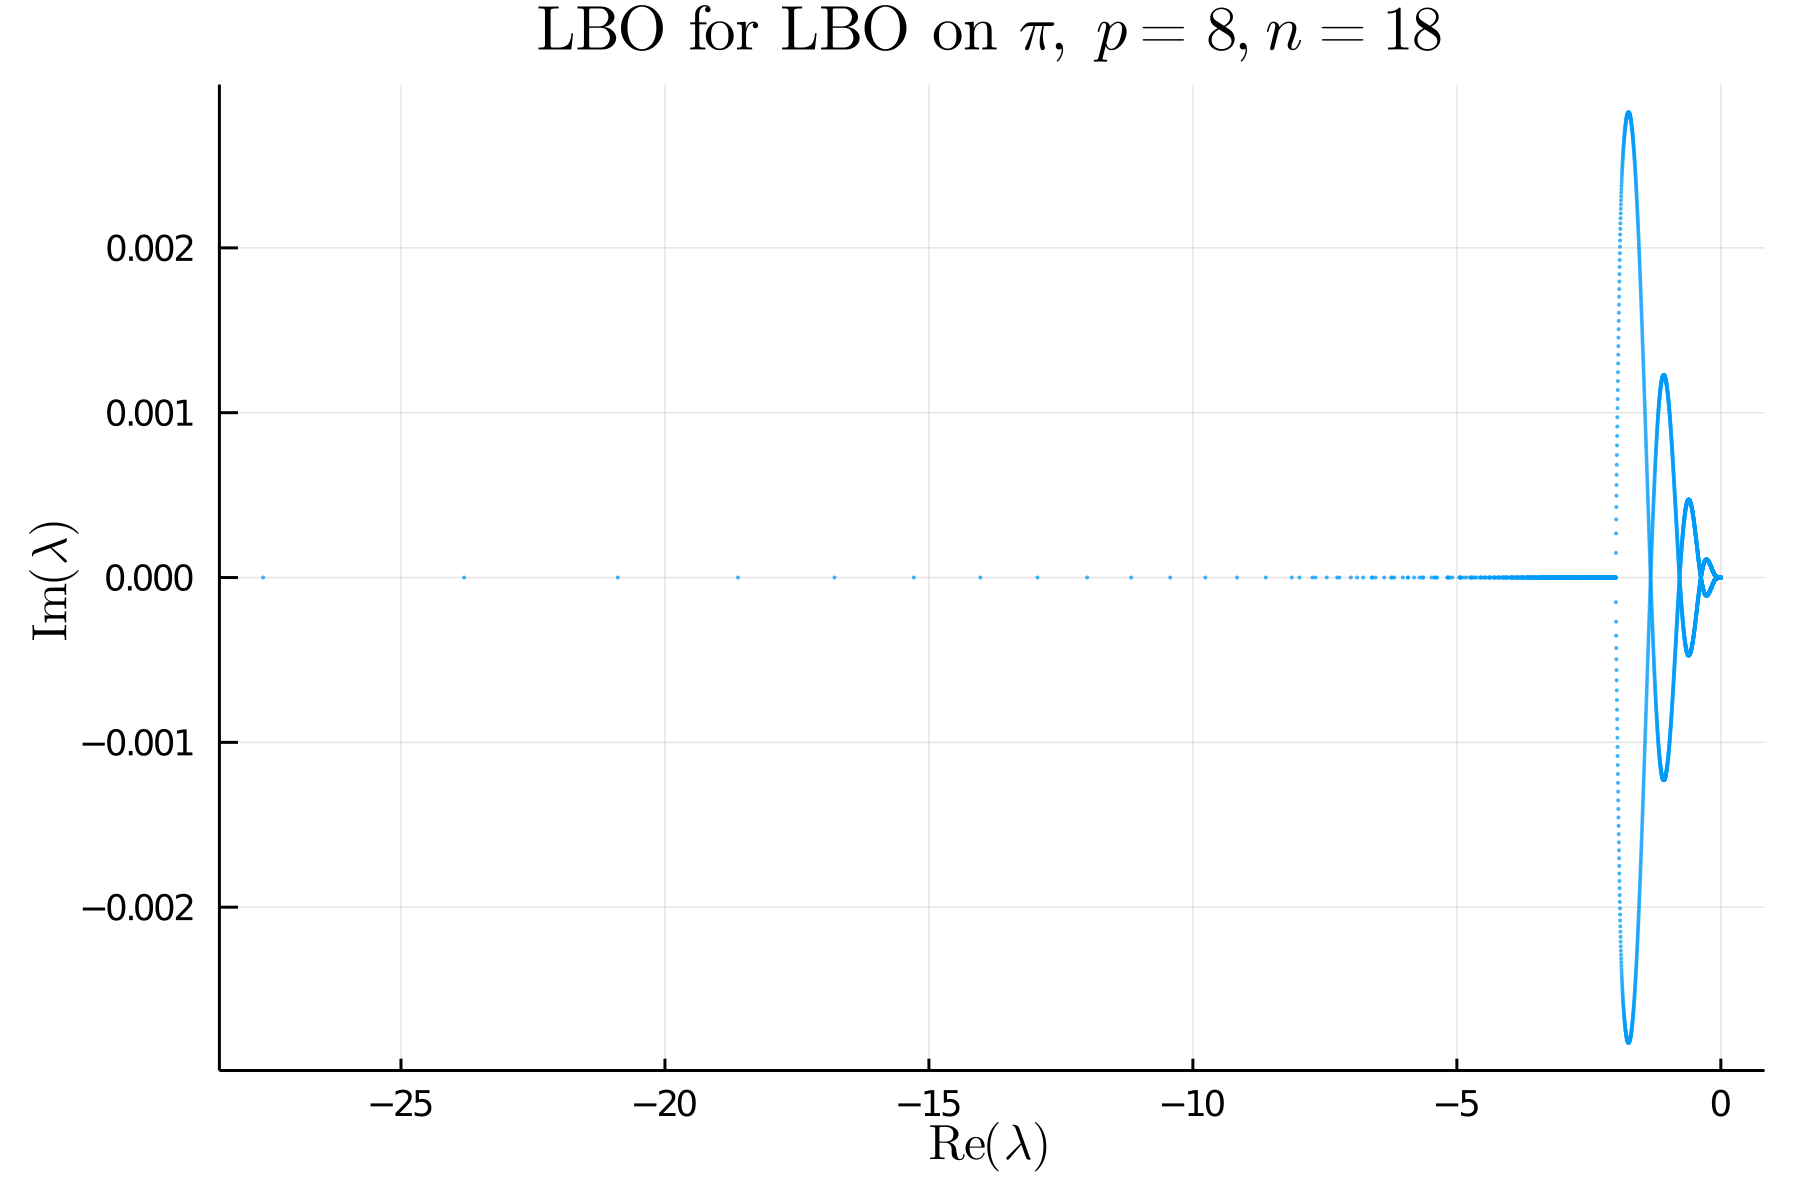 LBO for LBO on π, p = 8, n = 18
0.002
0.001
0.000
−0.001
−0.002
Im(λ)
−25 −20 −15 −10 −5 0
Re(λ)